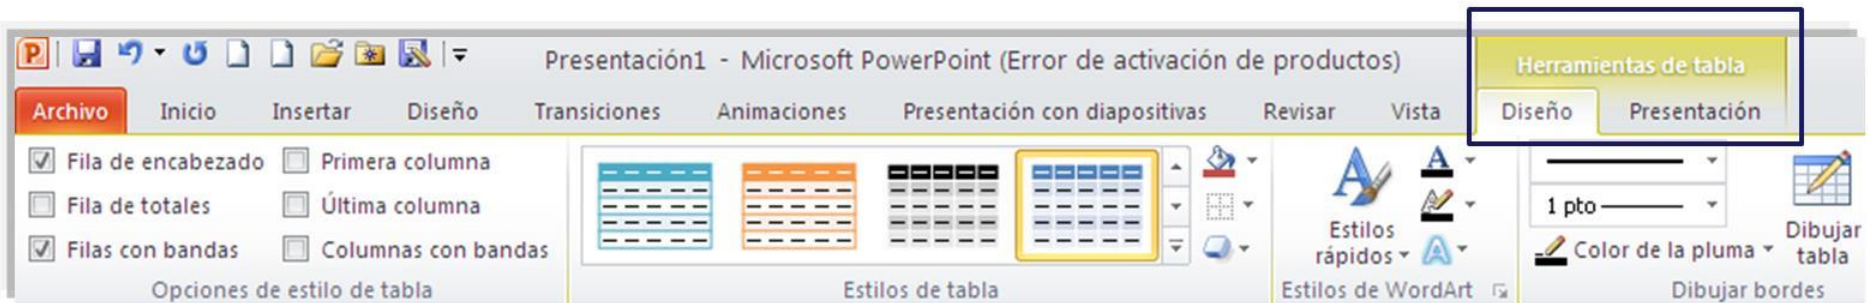 Presentación1 - Microsoft PowerPoint (Error de activación de productos)
Herramientas de tabla
Archivo Inicio Insertar Diseño Transiciones Animaciones Presentación con diapositivas Revisar Vista Diseño Presentación
Fila de encabezado Primera columna
Fila de totales Última columna
Filas con bandas Columnas con bandas
Opciones de estilo de tabla
Estilos de tabla
Estilos
rápidos
Estilos de WordArt
1 pto
Color de la pluma
Dibujar
tabla
Dibujar bordes